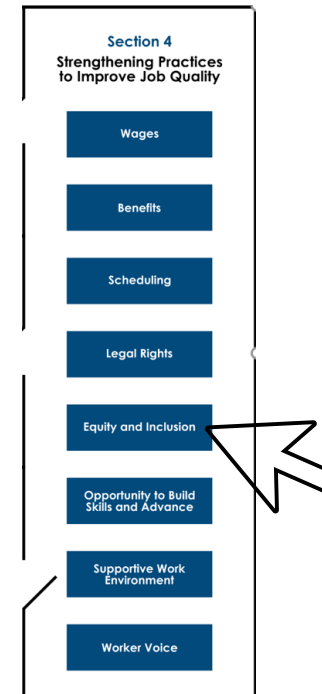 Section 4
Strengthening Practices
to Improve Job Quality
Wages
Benefits
Scheduling
Legal Rights
Equity and Inclusion
Opportunity to Build
Skills and Advance
Supportive Work
Environment
Worker Voice